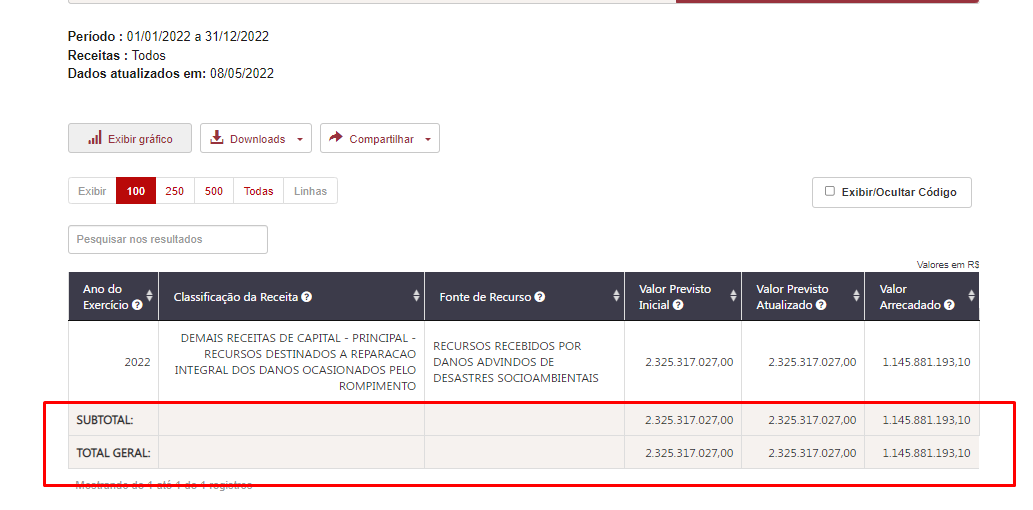 Período : 01/01/2022 a 31/12/2022
Receitas : Todos
Dados atualizados em: 08/05/2022
Exibir gráfico
Downloads
Compartilhar
Exibir 100 250 500 Todas Linhas
Exibir/Ocultar Código
Pesquisar nos resultados
Valores em R$
Ano do
Exercício
Classificação da Receita
Fonte de Recurso
Valor Previsto
Inicial
Valor Previsto
Atualizado
Valor
Arrecadado
2022
DEMAIS RECEITAS DE CAPITAL - PRINCIPAL -
RECURSOS DESTINADOS A REPARACAO
INTEGRAL DOS DANOS OCASIONADOS PELO
ROMPIMENTO
RECURSOS RECEBIDOS POR
DANOS ADVINDOS DE
DESASTRES SOCIOAMBIENTAIS
2.325.317.027,00
2.325.317.027,00
1.145.881.193,10
SUBTOTAL: 2.325.317.027,00 2.325.317.027,00 1.145.881.193,10
TOTAL GERAL: 2.325.317.027,00 2.325.317.027,00 1.145.881.193,10
Mostrando de 1 até 1 de 1 registros